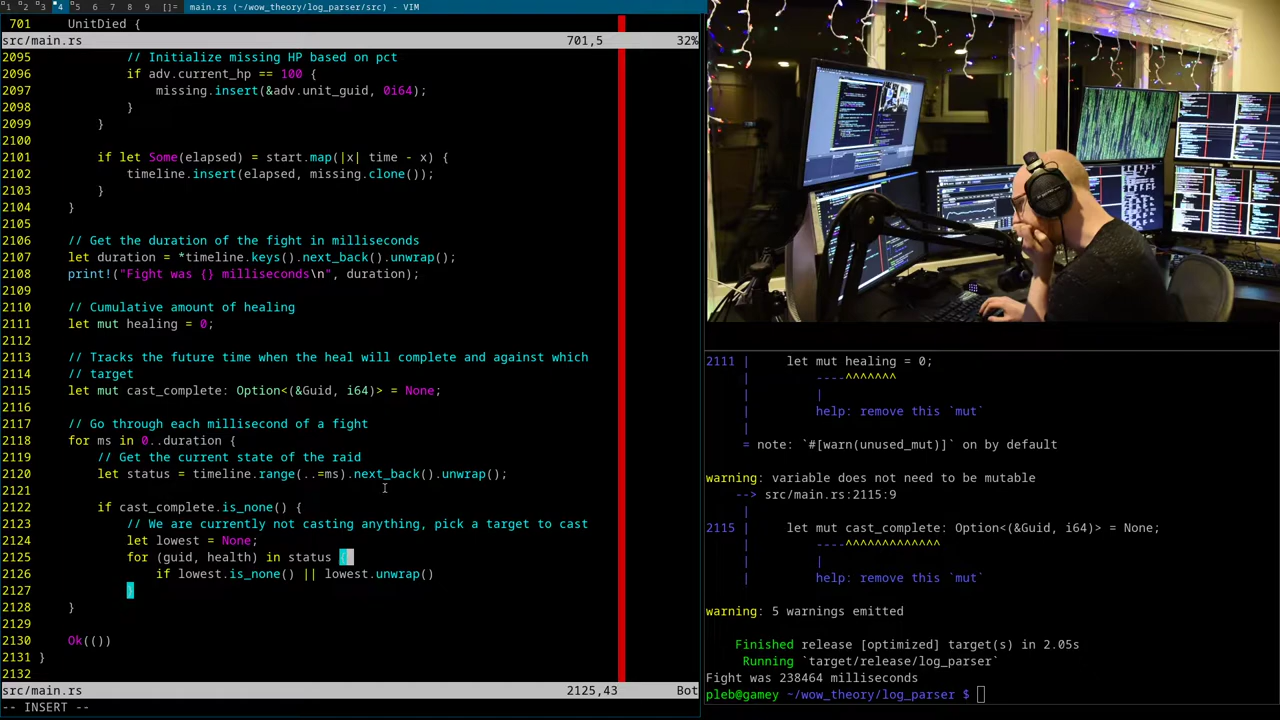 1 2 3 4 5 6 7 8 9 []= main.rs (~/wow_theory/log_parser/src) - VIM
701     UnitDied {
src/main.rs 701,5 32%
2095             // Initialize missing HP based on pct
2096             if adv.current_hp == 100 {
2097                 missing.insert(&adv.unit_guid, 0i64);
2098             }
2099         }
2100
2101         if let Some(elapsed) = start.map(|x| time - x) {
2102             timeline.insert(elapsed, missing.clone());
2103         }
2104     }
2105
2106     // Get the duration of the fight in milliseconds
2107     let duration = *timeline.keys().next_back().unwrap();
2108     print!("Fight was {} milliseconds\n", duration);
2109
2110     // Cumulative amount of healing
2111     let mut healing = 0;
2112
2113     // Tracks the future time when the heal will complete and against which
2114     // target
2115     let mut cast_complete: Option<(&Guid, i64)> = None;
2116
2117     // Go through each millisecond of a fight
2118     for ms in 0..duration {
2119         // Get the current state of the raid
2120         let status = timeline.range(..=ms).next_back().unwrap();
2121
2122         if cast_complete.is_none() {
2123             // We are currently not casting anything, pick a target to cast
2124             let lowest = None;
2125             for (guid, health) in status {
2126                 if lowest.is_none() || lowest.unwrap()
2127             }
2128     }
2129
2130     Ok(())
2131 }
2132
src/main.rs 2125,43 Bot
-- INSERT --
2111 |     let mut healing = 0;
|         ----^^^^^^^
|         |
|         help: remove this `mut`
|
= note: `#[warn(unused_mut)]` on by default
warning: variable does not need to be mutable
--> src/main.rs:2115:9
|
2115 |     let mut cast_complete: Option<(&Guid, i64)> = None;
|         ----^^^^^^^^^^^^^
|         |
|         help: remove this `mut`
warning: 5 warnings emitted
Finished release [optimized] target(s) in 2.05s
Running `target/release/log_parser`
Fight was 238464 milliseconds
pleb@gamey ~/wow_theory/log_parser $